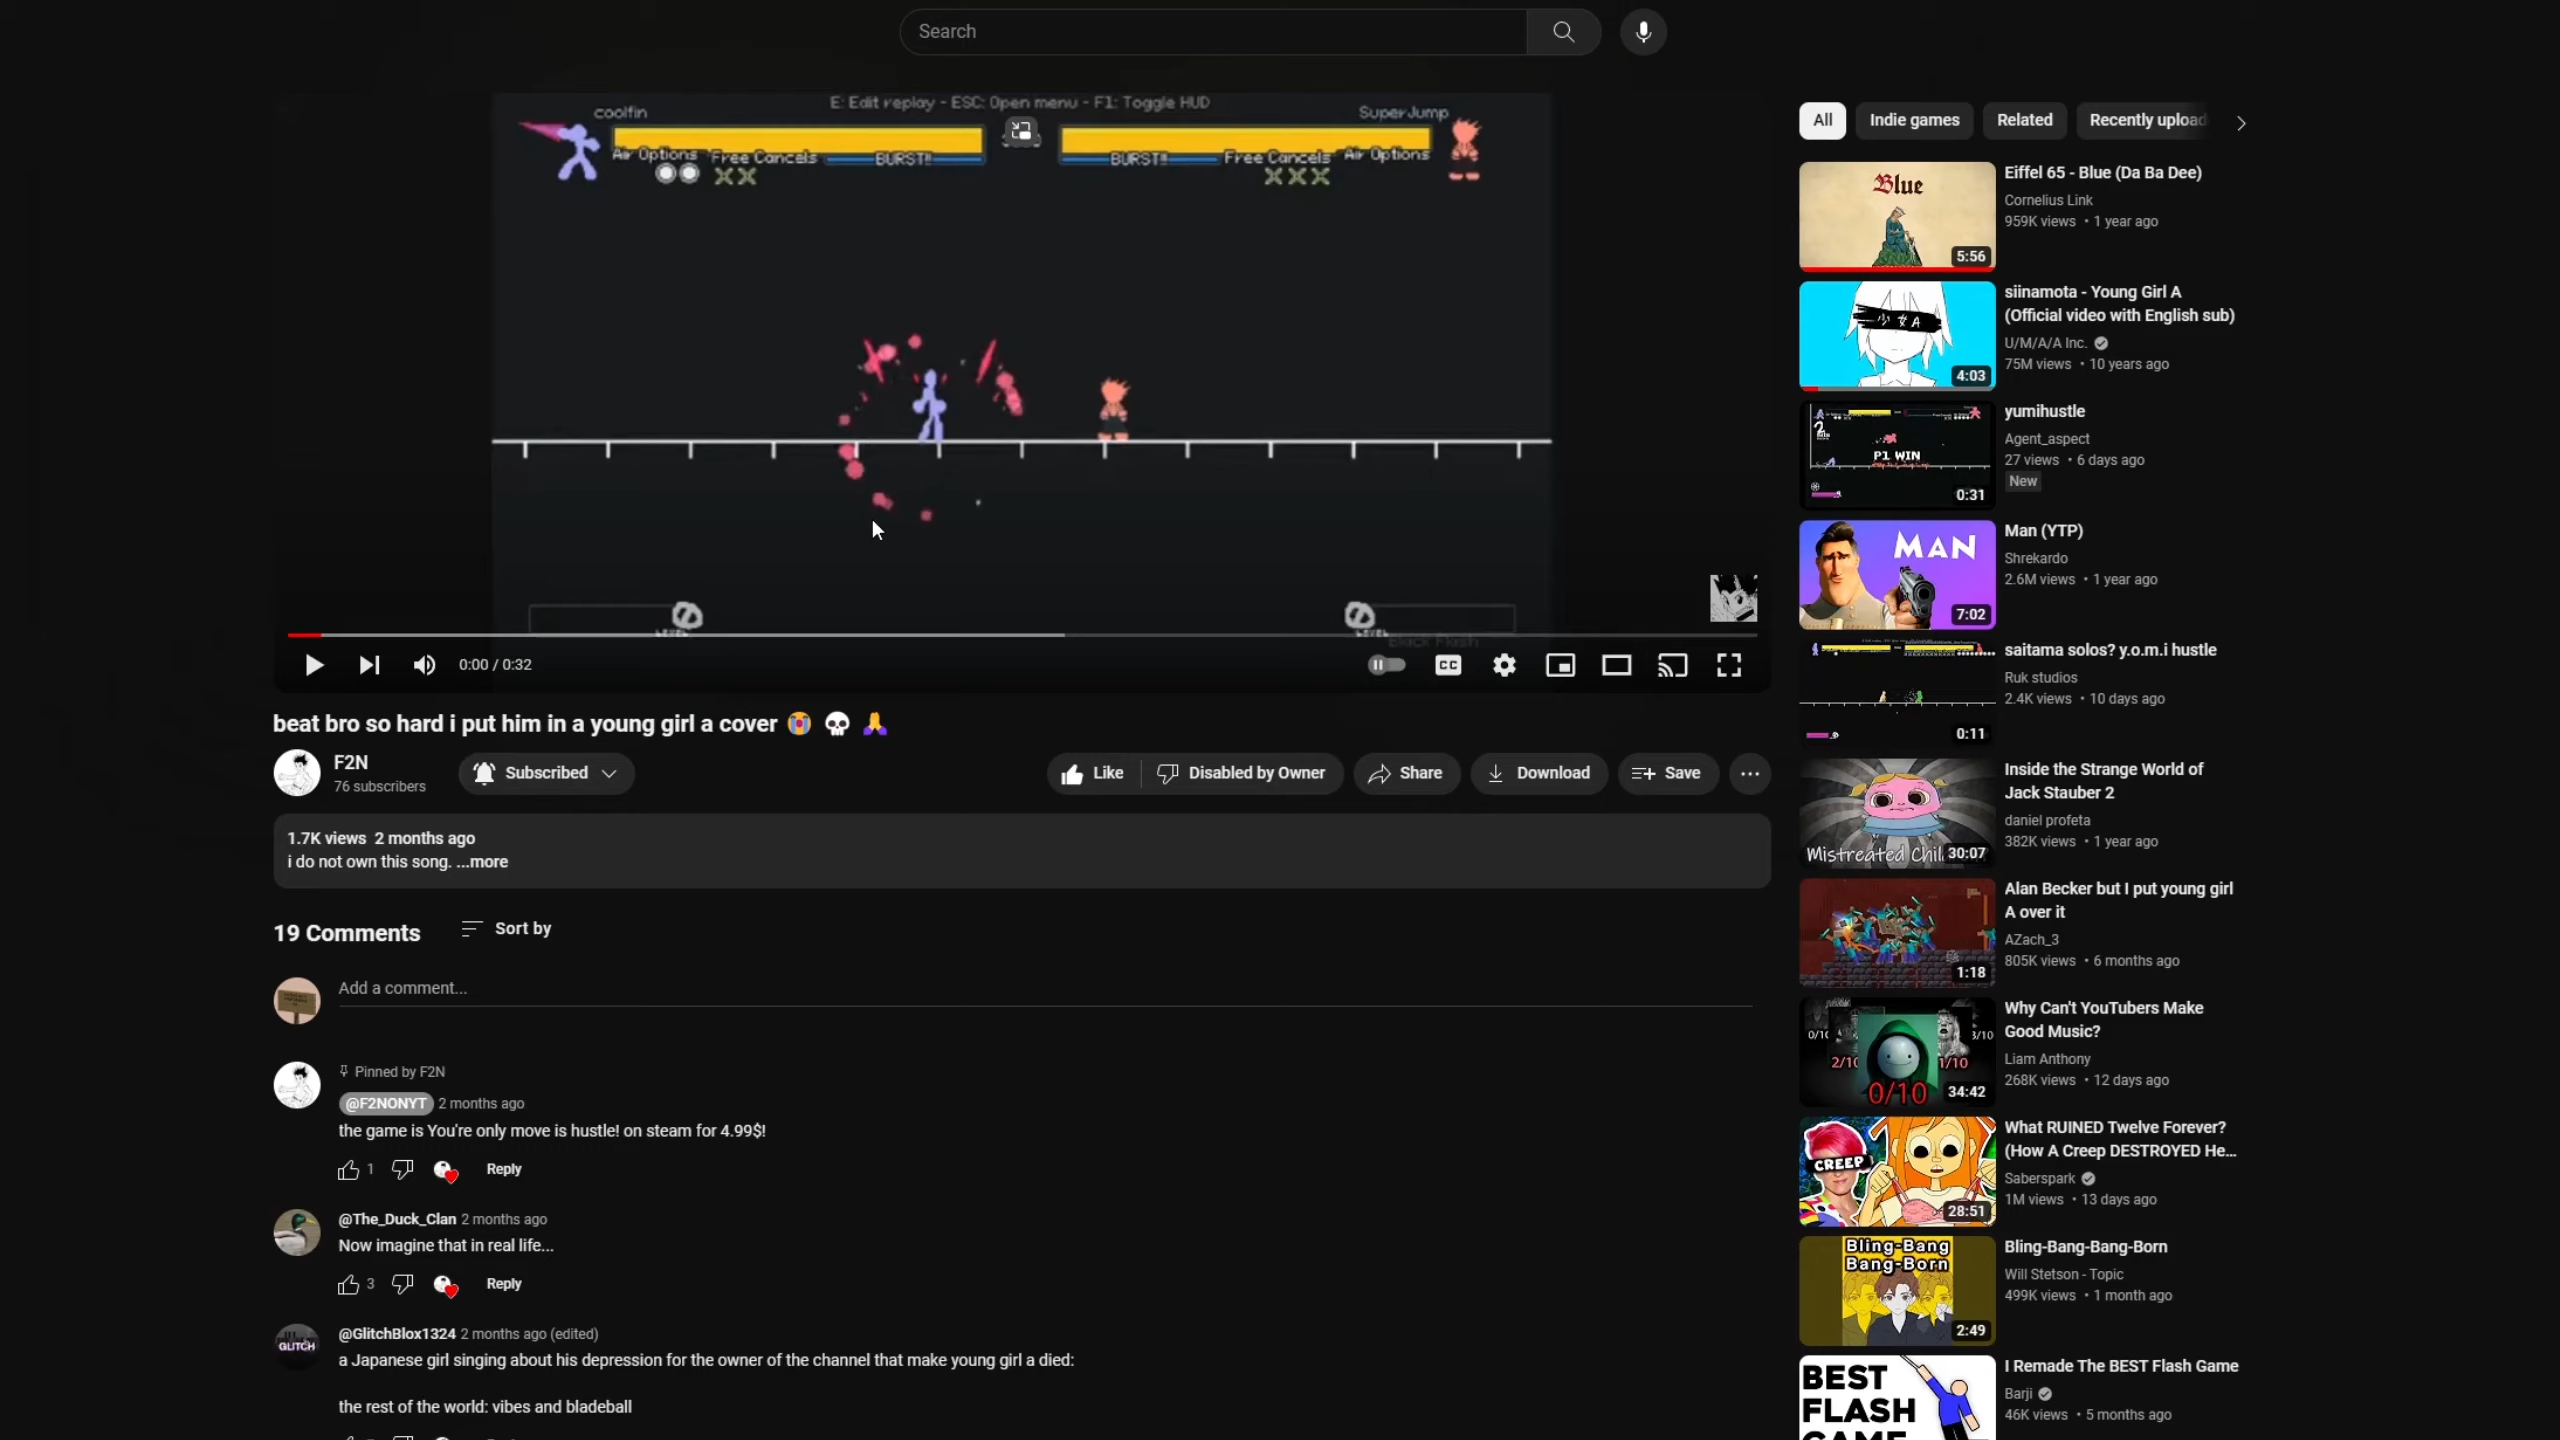 Search
E: Edit replay - ESC: Open menu - F1: Toggle HUD
coolfin
SuperJump
Air Options Free Cancels BURST!!
BURST!! Free Cancels Air Options
0:00 / 0:32
CC
beat bro so hard i put him in a young girl a cover 😭 💀 🙏
F2N
76 subscribers
Subscribed
Like
Disabled by Owner
Share
Download
Save
1.7K views 2 months ago
i do not own this song. ...more
19 Comments
Sort by
Add a comment...
Pinned by F2N
@F2NONYT 2 months ago
the game is You're only move is hustle! on steam for 4.99$!
1 Reply
@The_Duck_Clan 2 months ago
Now imagine that in real life...
3 Reply
GLITCH
@GlitchBlox1324 2 months ago (edited)
a Japanese girl singing about his depression for the owner of the channel that make young girl a died:
the rest of the world: vibes and bladeball
All
Indie games
Related
Recently upload
Blue
5:56
Eiffel 65 - Blue (Da Ba Dee)
Cornelius Link
959K views • 1 year ago
少女A
4:03
siinamota - Young Girl A
(Official video with English sub)
U/M/A/A Inc.
75M views • 10 years ago
P1 WIN
0:31
yumihustle
Agent_aspect
27 views • 6 days ago
New
MAN
7:02
Man (YTP)
Shrekardo
2.6M views • 1 year ago
0:11
saitama solos? y.o.m.i hustle
Ruk studios
2.4K views • 10 days ago
Mistreated Chil
30:07
Inside the Strange World of
Jack Stauber 2
daniel profeta
382K views • 1 year ago
1:18
Alan Becker but I put young girl
A over it
AZach_3
805K views • 6 months ago
0/10
2/10
1/10
3/10
0/10
34:42
Why Can't YouTubers Make
Good Music?
Liam Anthony
268K views • 12 days ago
CREEP
28:51
What RUINED Twelve Forever?
(How A Creep DESTROYED He...
Saberspark
1M views • 13 days ago
Bling-Bang
Bang-Born
2:49
Bling-Bang-Bang-Born
Will Stetson - Topic
499K views • 1 month ago
BEST
FLASH
GAME
I Remade The BEST Flash Game
Barji
46K views • 5 months ago